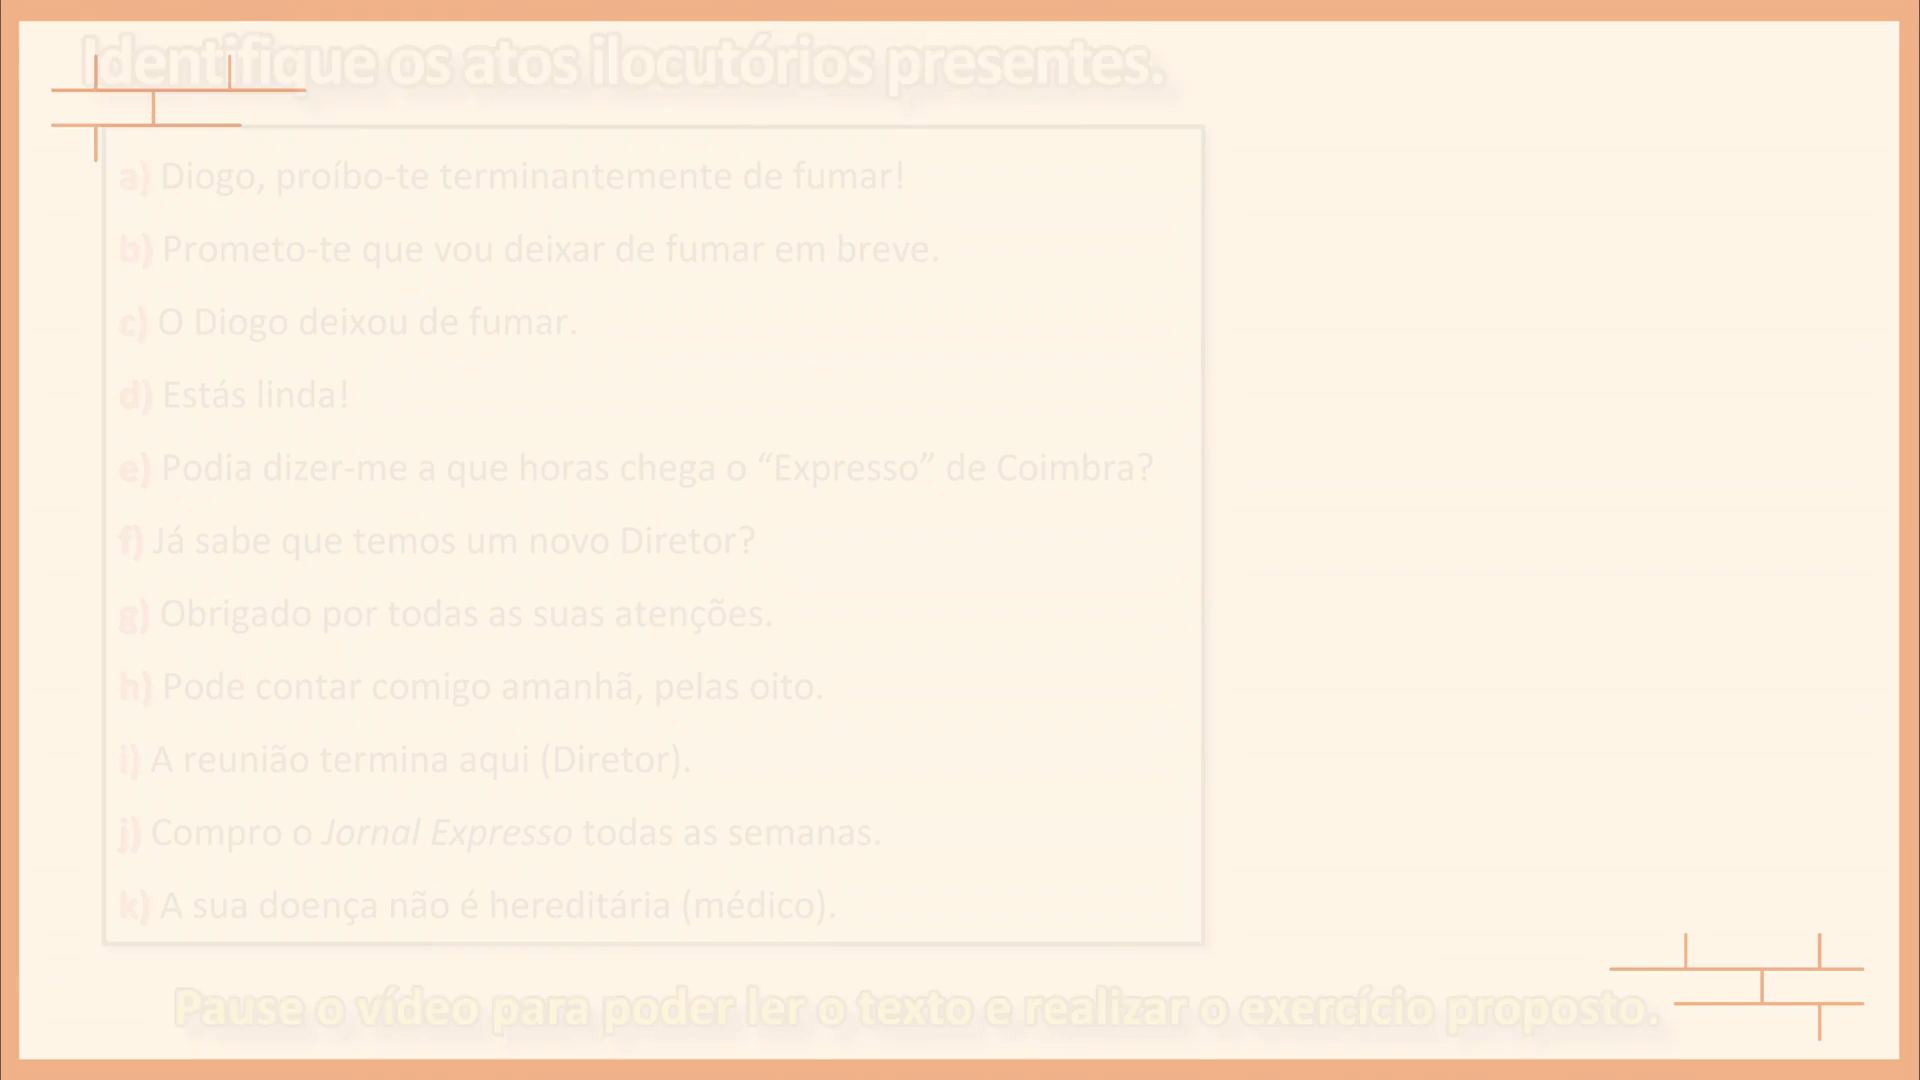 Identifique os atos ilocutórios presentes.
a) Diogo, proíbo-te terminantemente de fumar!
b) Prometo-te que vou deixar de fumar em breve.
c) O Diogo deixou de fumar.
d) Estás linda!
e) Podia dizer-me a que horas chega o “Expresso” de Coimbra?
f) Já sabe que temos um novo Diretor?
g) Obrigado por todas as suas atenções.
h) Pode contar comigo amanhã, pelas oito.
i) A reunião termina aqui (Diretor).
j) Compro o Jornal Expresso todas as semanas.
k) A sua doença não é hereditária (médico).
Pause o vídeo para poder ler o texto e realizar o exercício proposto.